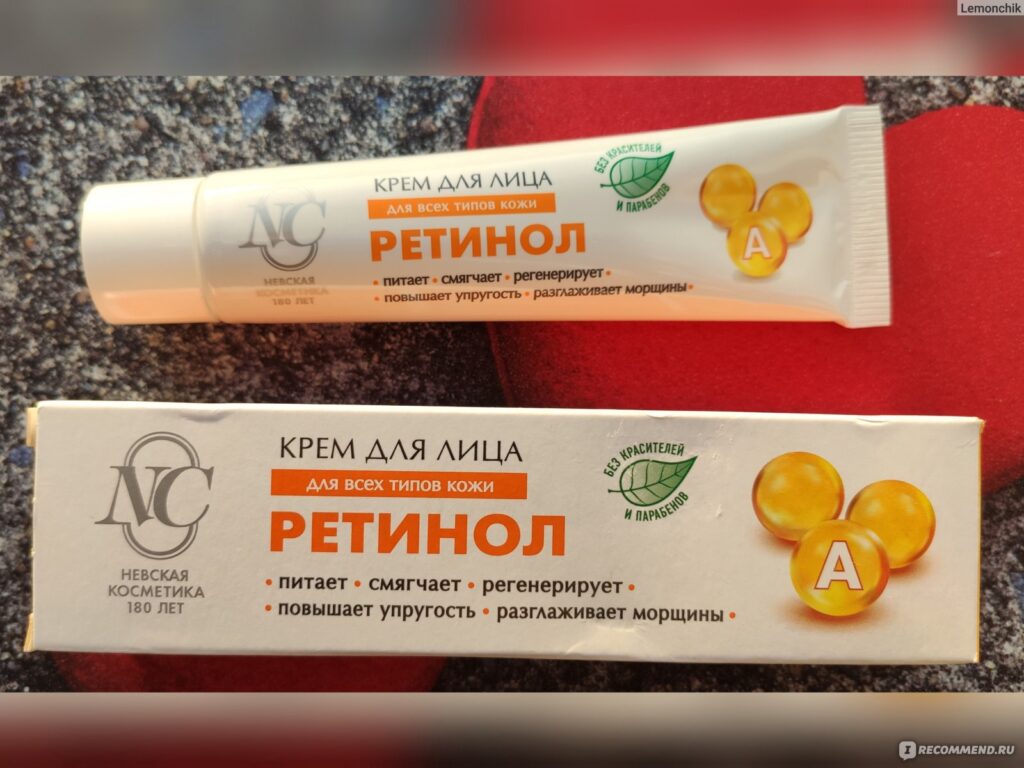 Lemonchik
КРЕМ ДЛЯ ЛИЦА
для всех типов кожи
РЕТИНОЛ
• питает • смягчает • регенерирует •
• повышает упругость • разглаживает морщины •
NC
НЕВСКАЯ
КОСМЕТИКА
180 ЛЕТ
БЕЗ КРАСИТЕЛЕЙ
И ПАРАБЕНОВ
A
КРЕМ ДЛЯ ЛИЦА
для всех типов кожи
РЕТИНОЛ
• питает • смягчает • регенерирует •
• повышает упругость • разглаживает морщины •
NC
НЕВСКАЯ
КОСМЕТИКА
180 ЛЕТ
БЕЗ КРАСИТЕЛЕЙ
И ПАРАБЕНОВ
A
IRECOMMEND.RU